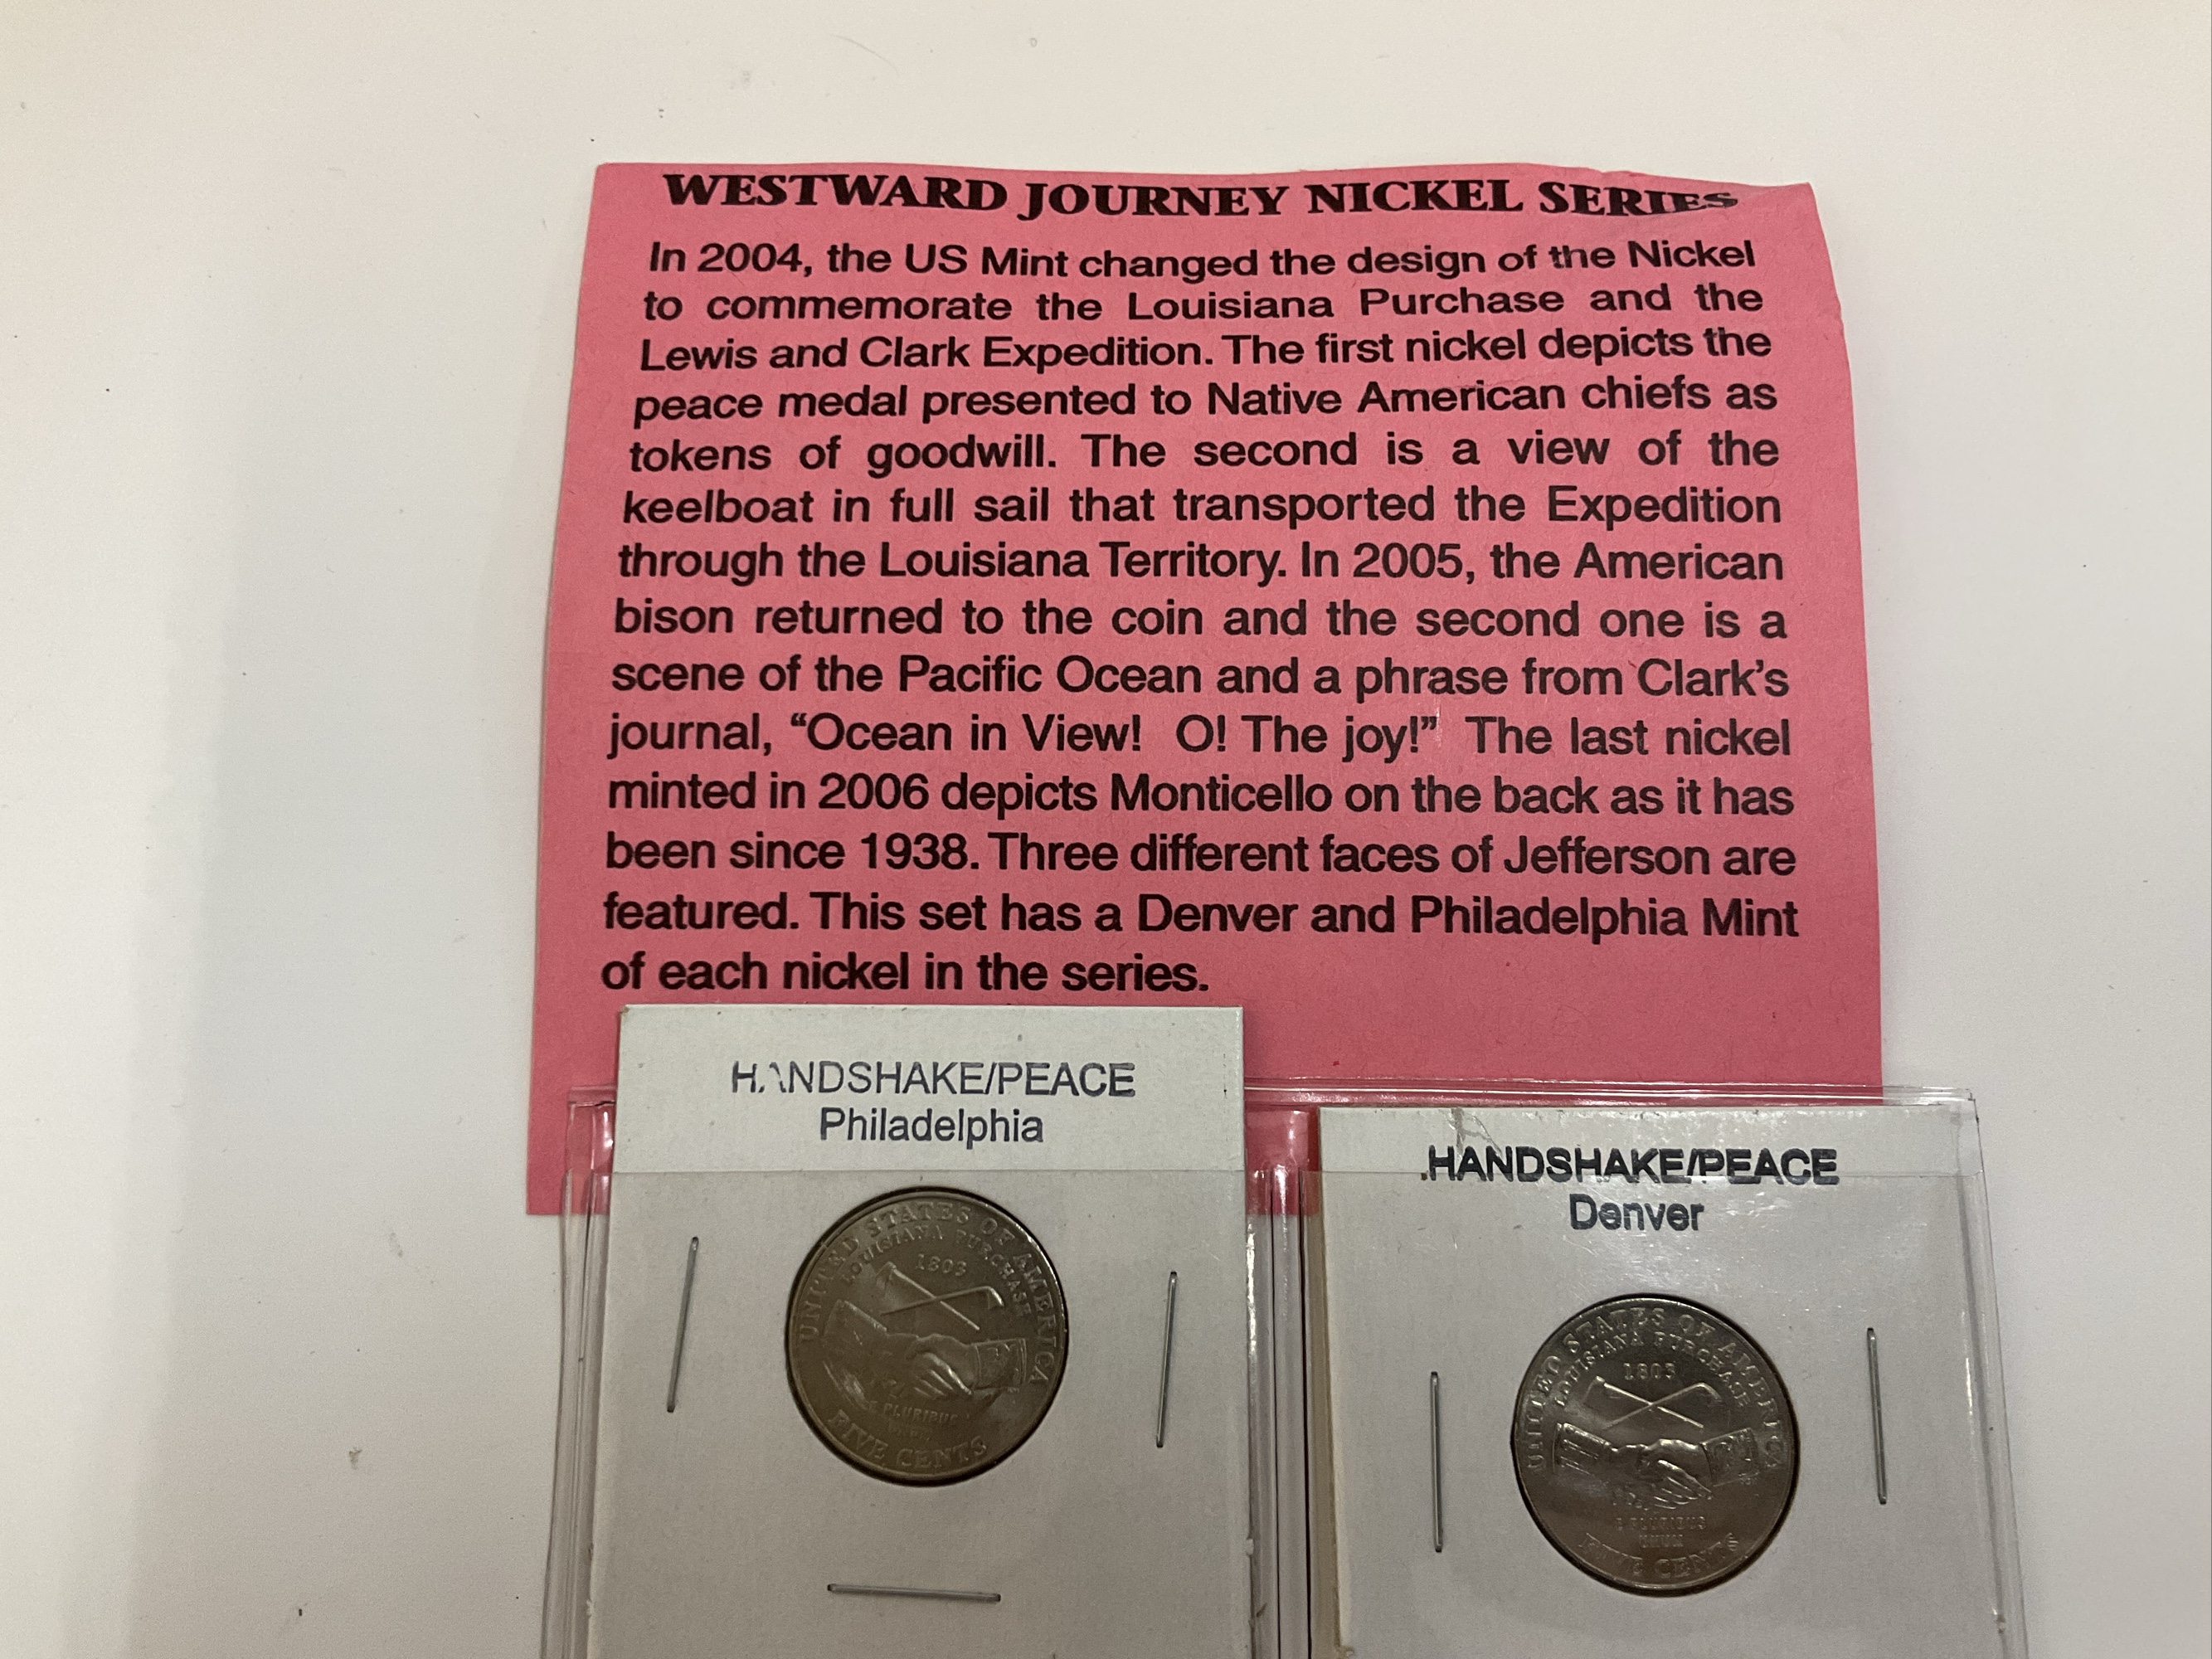 WESTWARD JOURNEY NICKEL SERIES
In 2004, the US Mint changed the design of the Nickel
to commemorate the Louisiana Purchase and the
Lewis and Clark Expedition. The first nickel depicts the
peace medal presented to Native American chiefs as
tokens of goodwill. The second is a view of the
keelboat in full sail that transported the Expedition
through the Louisiana Territory. In 2005, the American
bison returned to the coin and the second one is a
scene of the Pacific Ocean and a phrase from Clark's
journal, “Ocean in View!  O! The joy!”  The last nickel
minted in 2006 depicts Monticello on the back as it has
been since 1938. Three different faces of Jefferson are
featured. This set has a Denver and Philadelphia Mint
of each nickel in the series.
HANDSHAKE/PEACE
Philadelphia
UNITED STATES OF AMERICA
LOUISIANA PURCHASE
1803
E PLURIBUS
FIVE CENTS
.HANDSHAKE/PEACE
Denver
UNITED STATES OF AMERICA
LOUISIANA PURCHASE
1803
E PLURIBUS
UNUM
FIVE CENTS